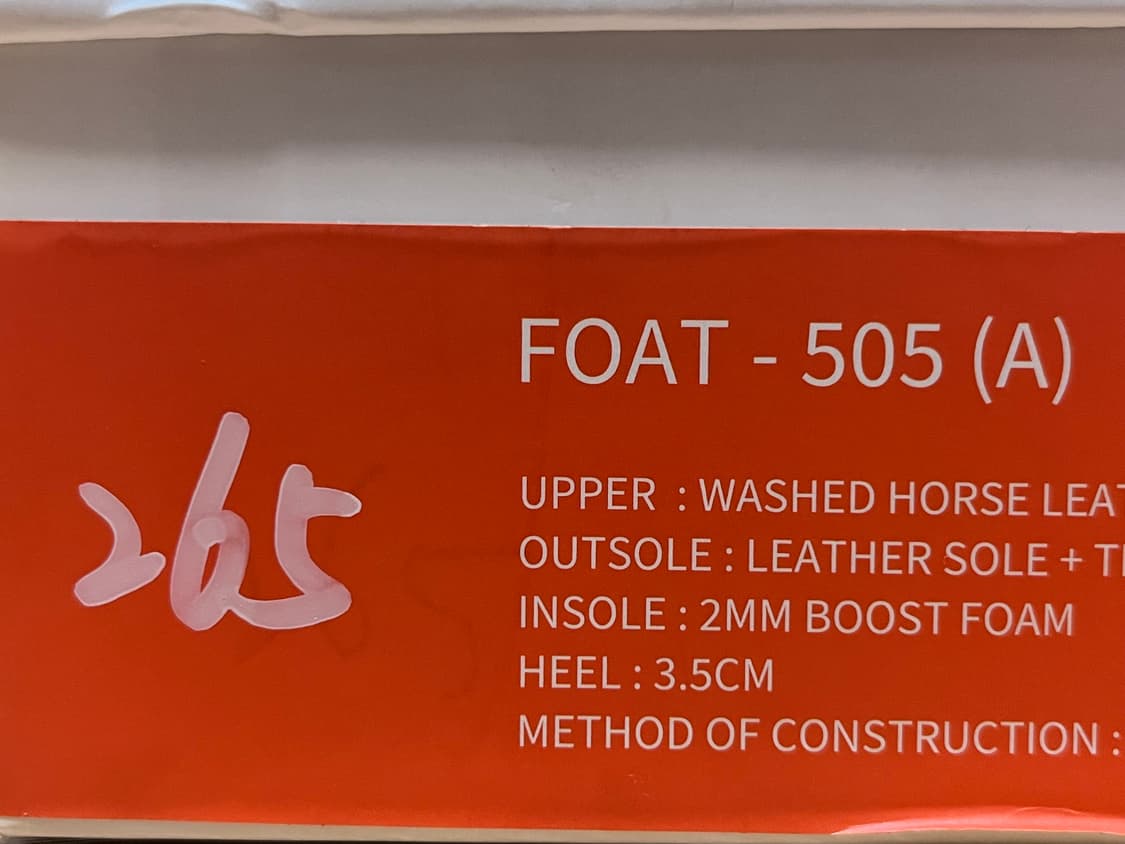 FOAT - 505 (A)
265
UPPER : WASHED HORSE
OUTSOLE : LEATHER SOLE +
INSOLE : 2MM BOOST FOAM
HEEL : 3.5CM
METHOD OF CONSTRUCTION :